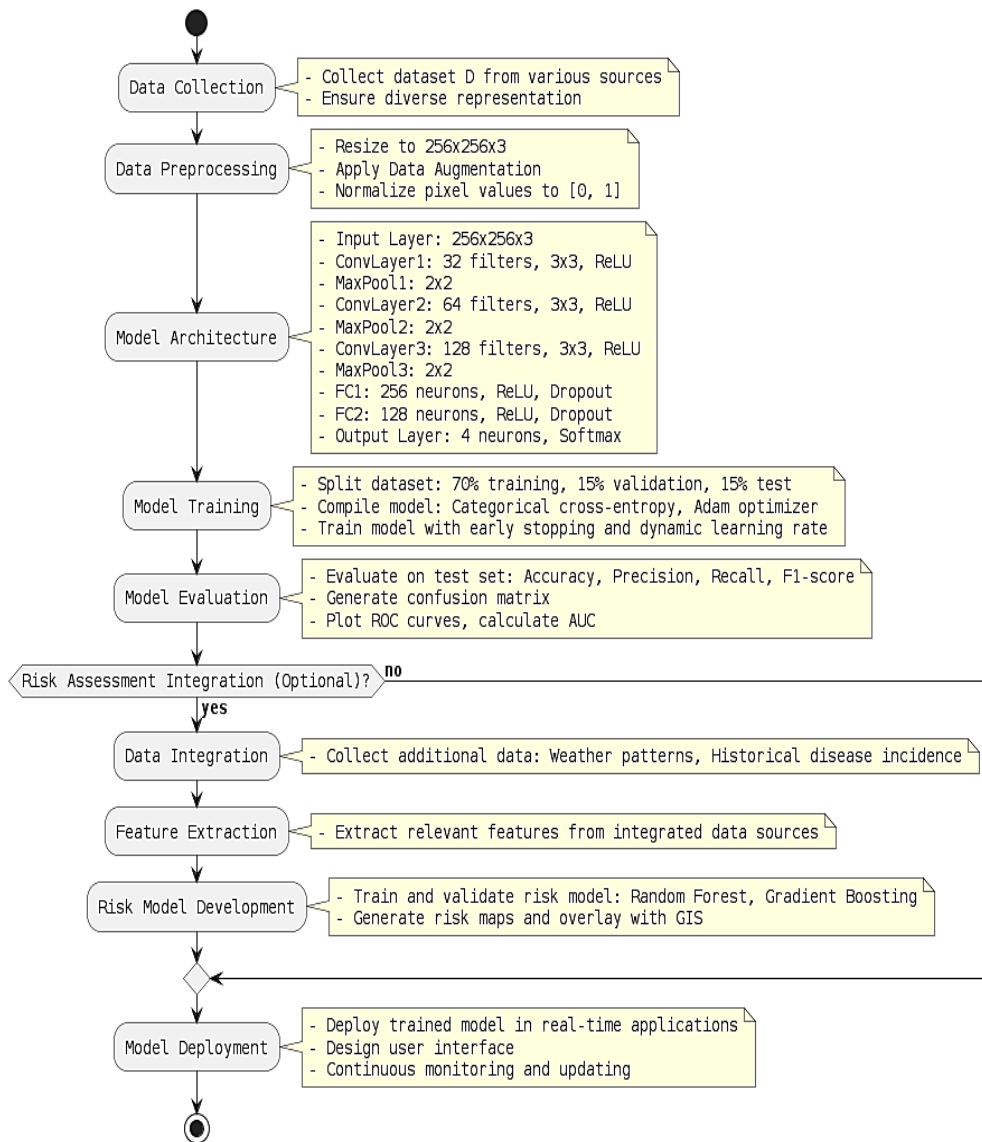 Data Collection
- Collect dataset D from various sources
- Ensure diverse representation
Data Preprocessing
- Resize to 256x256x3
- Apply Data Augmentation
- Normalize pixel values to [0, 1]
Model Architecture
- Input Layer: 256x256x3
- ConvLayer1: 32 filters, 3x3, ReLU
- MaxPool1: 2x2
- ConvLayer2: 64 filters, 3x3, ReLU
- MaxPool2: 2x2
- ConvLayer3: 128 filters, 3x3, ReLU
- MaxPool3: 2x2
- FC1: 256 neurons, ReLU, Dropout
- FC2: 128 neurons, ReLU, Dropout
- Output Layer: 4 neurons, Softmax
Model Training
- Split dataset: 70% training, 15% validation, 15% test
- Compile model: Categorical cross-entropy, Adam optimizer
- Train model with early stopping and dynamic learning rate
Model Evaluation
- Evaluate on test set: Accuracy, Precision, Recall, F1-score
- Generate confusion matrix
- Plot ROC curves, calculate AUC
Risk Assessment Integration (Optional)?
no
yes
Data Integration
- Collect additional data: Weather patterns, Historical disease incidence
Feature Extraction
- Extract relevant features from integrated data sources
Risk Model Development
- Train and validate risk model: Random Forest, Gradient Boosting
- Generate risk maps and overlay with GIS
Model Deployment
- Deploy trained model in real-time applications
- Design user interface
- Continuous monitoring and updating